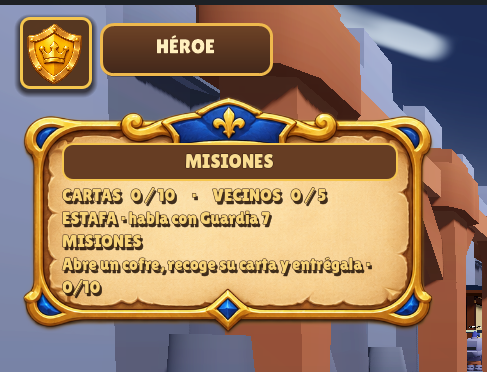 HÉROE
MISIONES
CARTAS 0/10 · VECINOS 0/5
ESTAFA · habla con Guardia 7
MISIONES
Abre un cofre, recoge su carta y entrégala ·
0/10